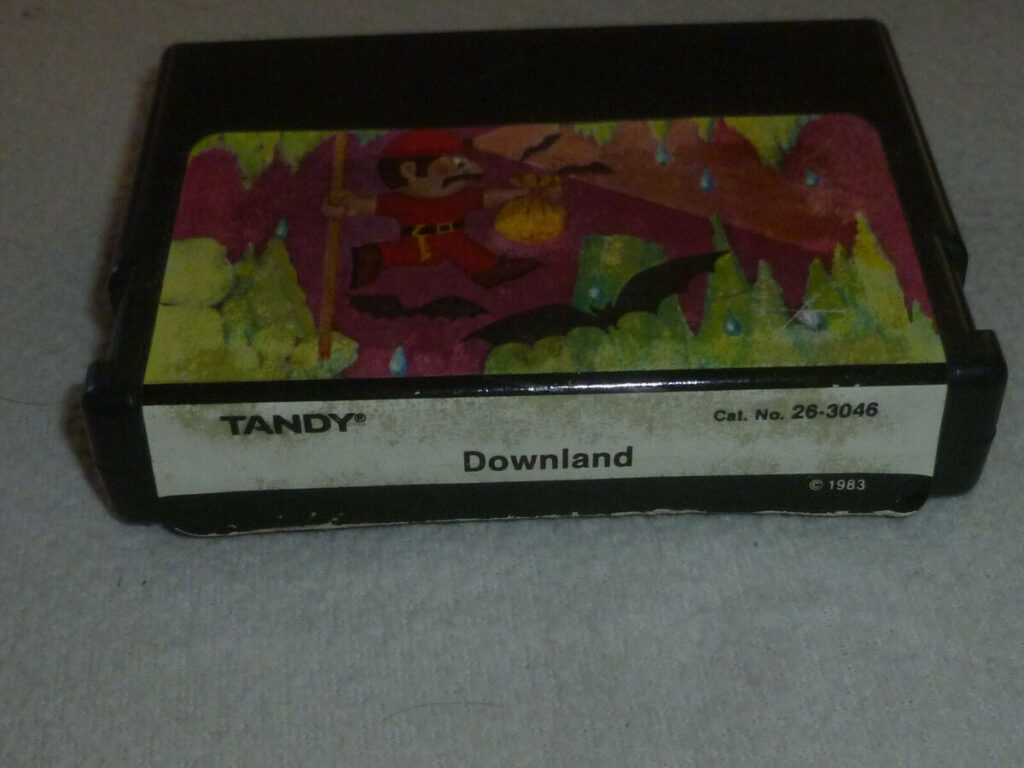 TANDY®
Cat. No. 26-3046
Downland
© 1983